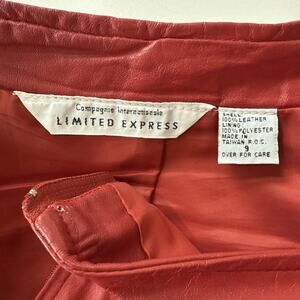 Compagnie Internationale
LIMITED EXPRESS
SHELL
100% LEATHER
LINING
100% POLYESTER
MADE IN
TAIWAN R.O.C.
9
OVER FOR CARE